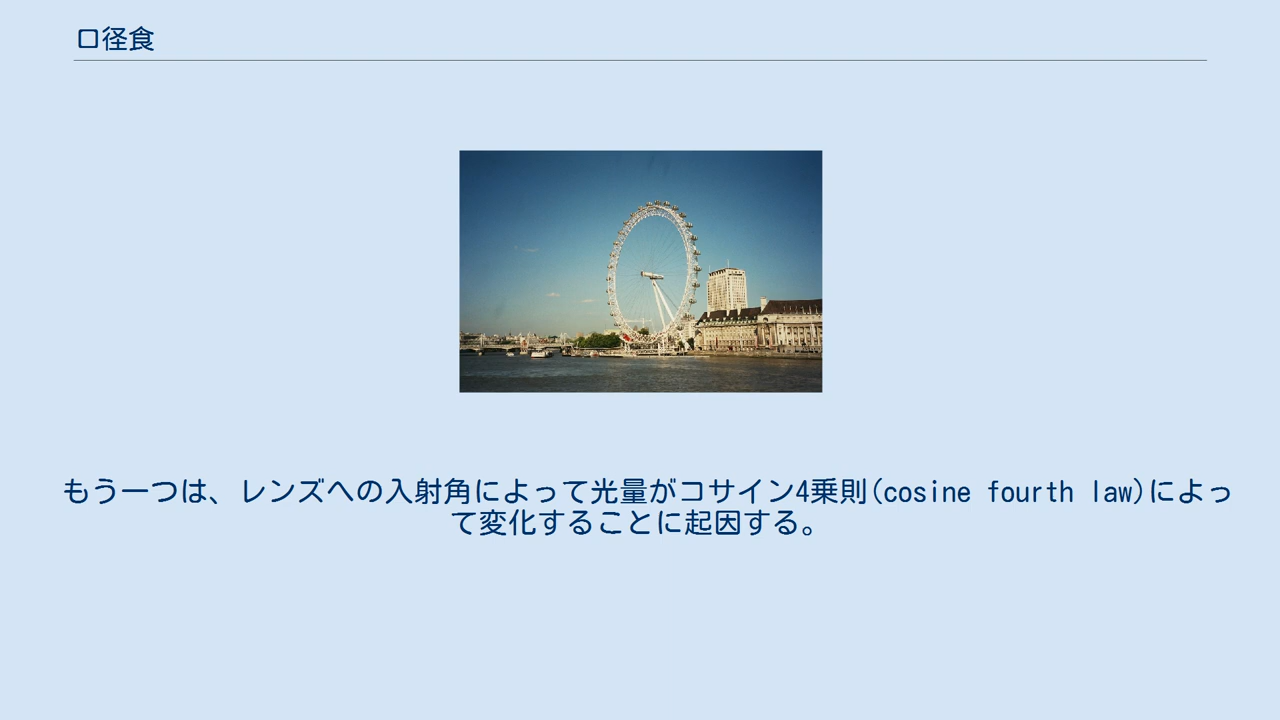 口径食
もう一つは、レンズへの入射角によって光量がコサイン4乗則(cosine fourth law)によっ
て変化することに起因する。